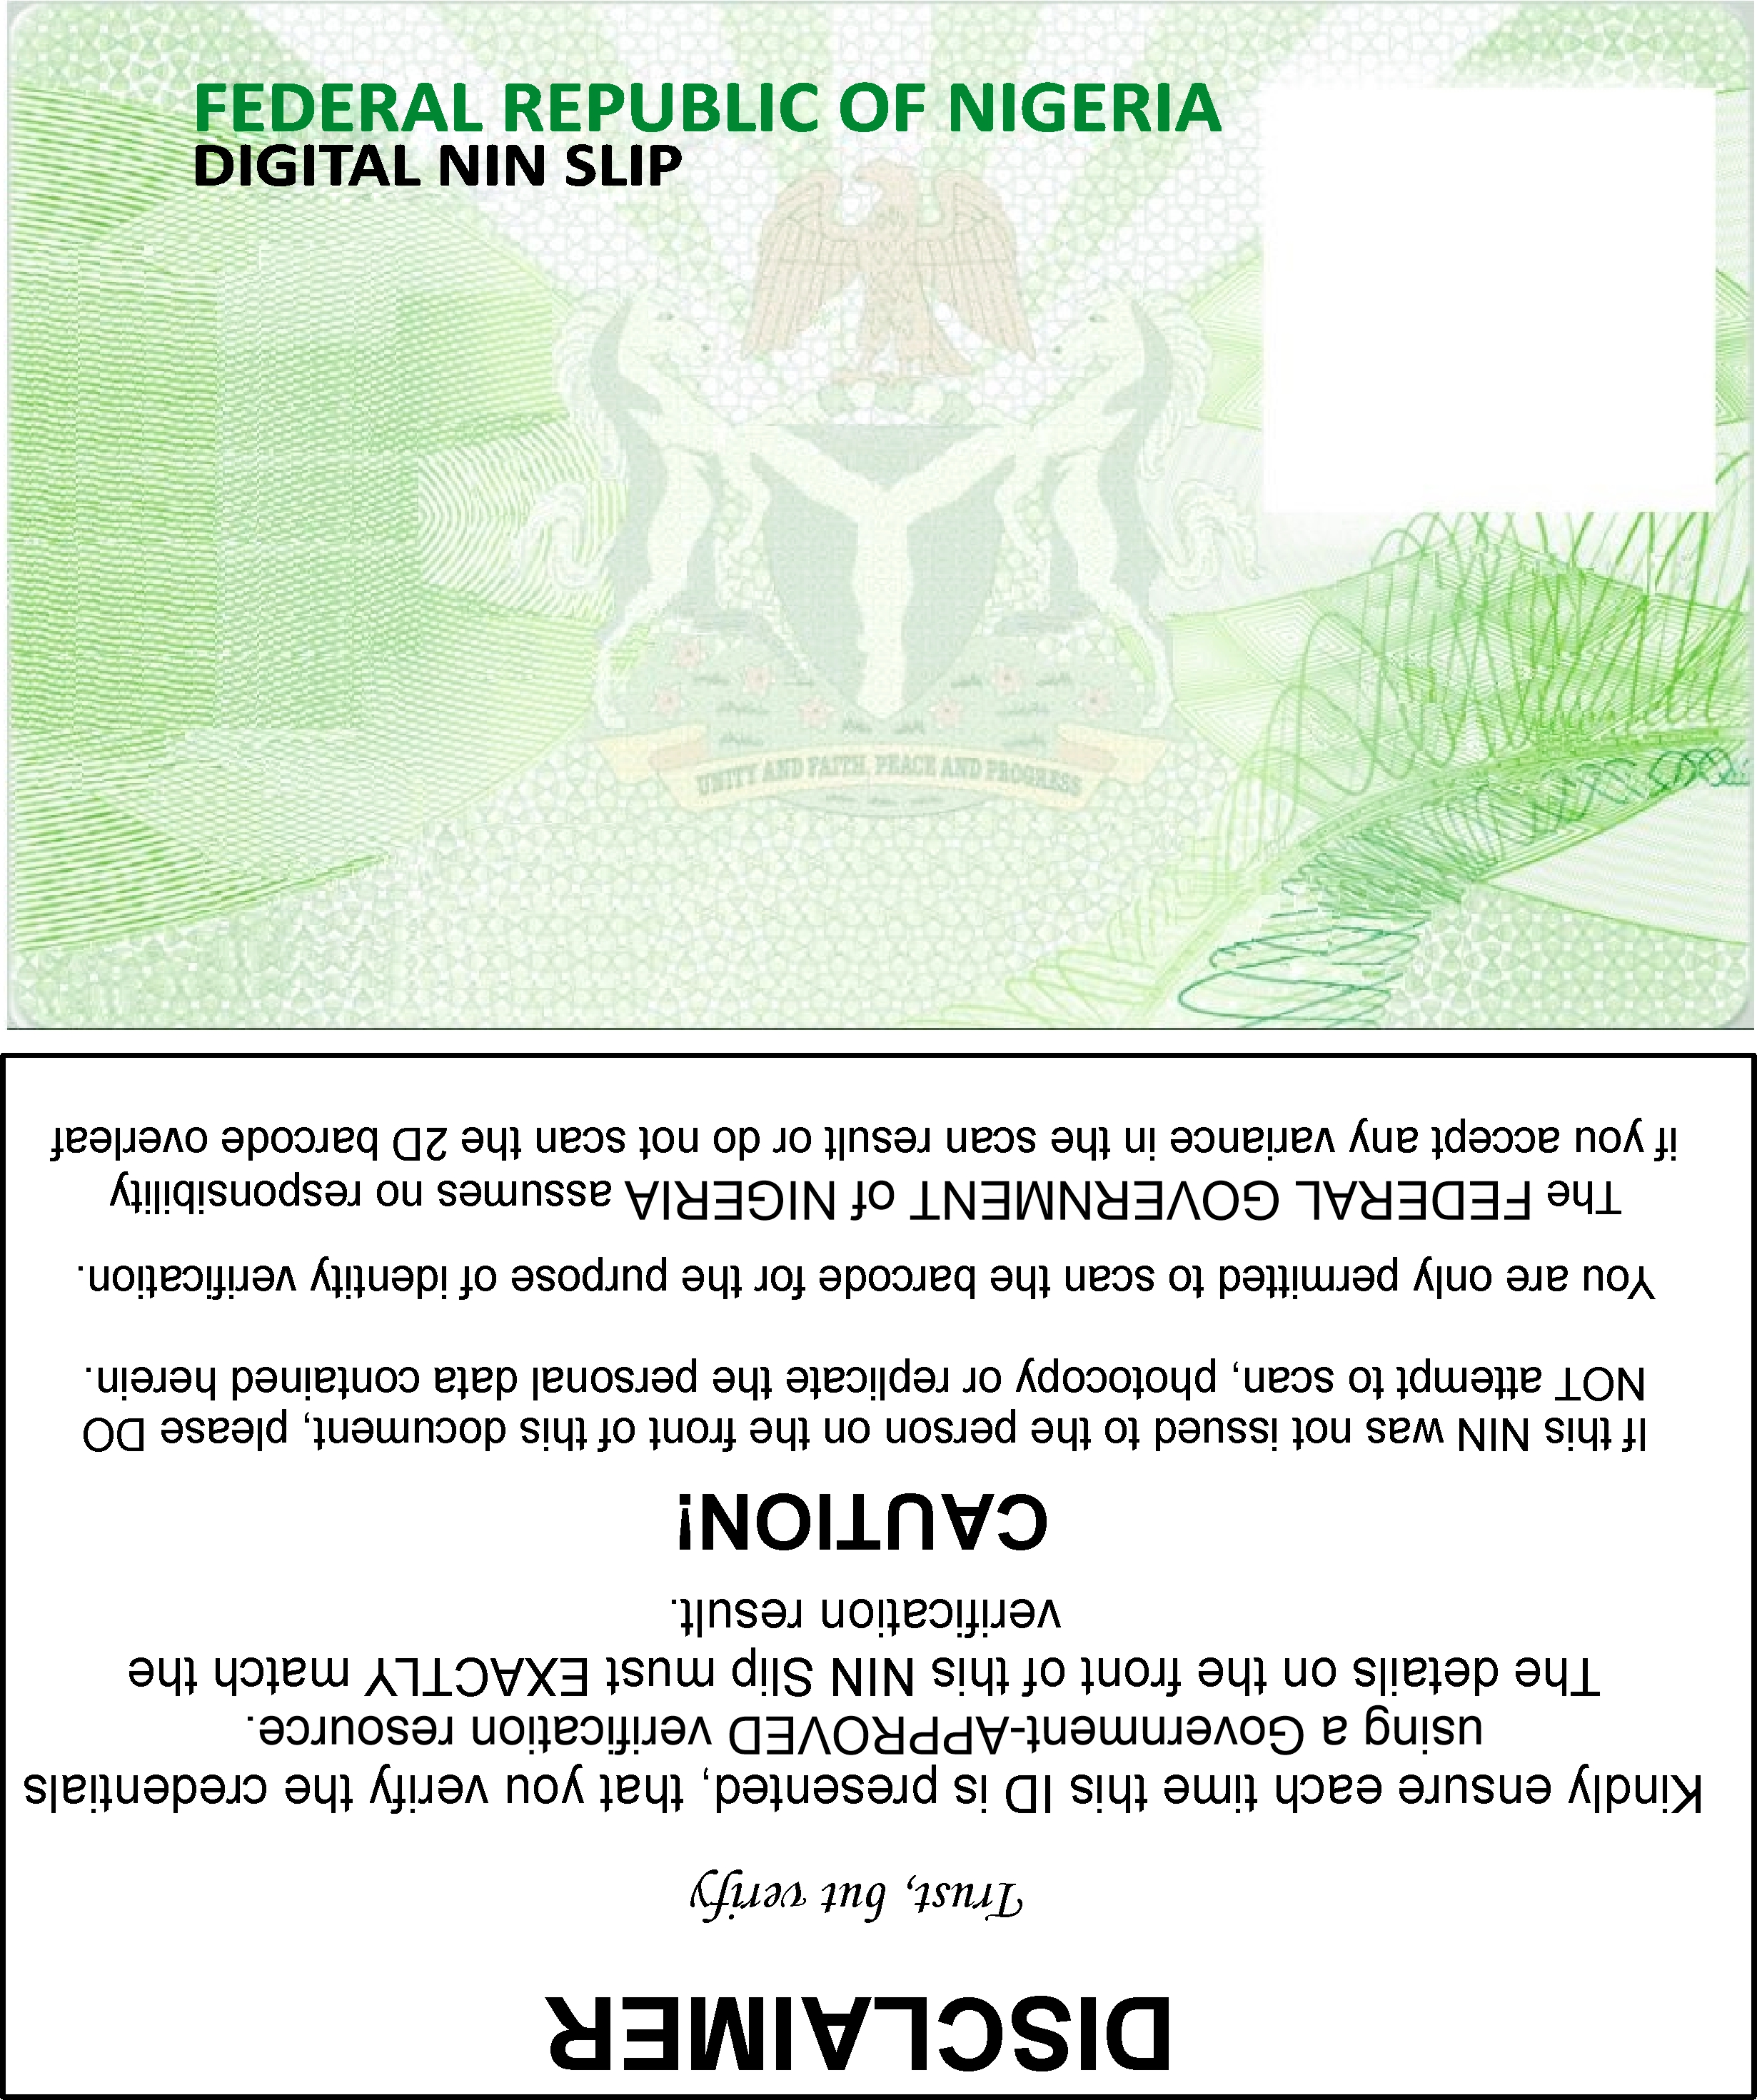 FEDERAL REPUBLIC OF NIGERIA
DIGITAL NIN SLIP
UNITY AND FAITH, PEACE AND PROGRESS
DISCLAIMER
Trust, but verify
Kindly ensure each time this ID is presented, that you verify the credentials
using a Government-APPROVED verification resource.
The details on the front of this NIN Slip must EXACTLY match the
verification result.
CAUTION!
If this NIN was not issued to the person on the front of this document, please DO
NOT attempt to scan, photocopy or replicate the personal data contained herein.
You are only permitted to scan the barcode for the purpose of identity verification.
The FEDERAL GOVERNMENT of NIGERIA assumes no responsibility
if you accept any variance in the scan result or do not scan the 2D barcode overleaf